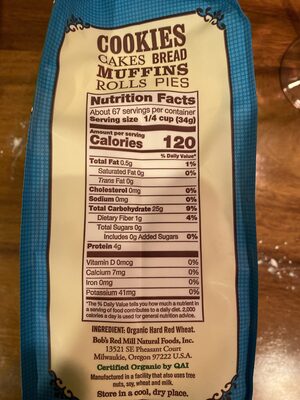 COOKIES
CAKES BREAD
MUFFINS
ROLLS PIES
Nutrition Facts
About 67 servings per container
Serving size 1/4 cup (34g)
Amount per serving
Calories 120
% Daily Value*
Total Fat 0.5g 1%
Saturated Fat 0g 0%
Trans Fat 0g
Cholesterol 0mg 0%
Sodium 0mg 0%
Total Carbohydrate 25g 9%
Dietary Fiber 1g 4%
Total Sugars 0g
Includes 0g Added Sugars 0%
Protein 4g
Vitamin D 0mcg 0%
Calcium 7mg 0%
Iron 0mg 0%
Potassium 41mg 0%
*The % Daily Value tells you how much a nutrient in
a serving of food contributes to a daily diet. 2,000
calories a day is used for general nutrition advice.
INGREDIENT: Organic Hard Red Wheat.
Bob's Red Mill Natural Foods, Inc.
13521 SE Pheasant Court
Milwaukie, Oregon 97222 U.S.A.
Certified Organic by QAI
Manufactured in a facility that also uses tree
nuts, soy, wheat and milk.
Store in a cool, dry place.